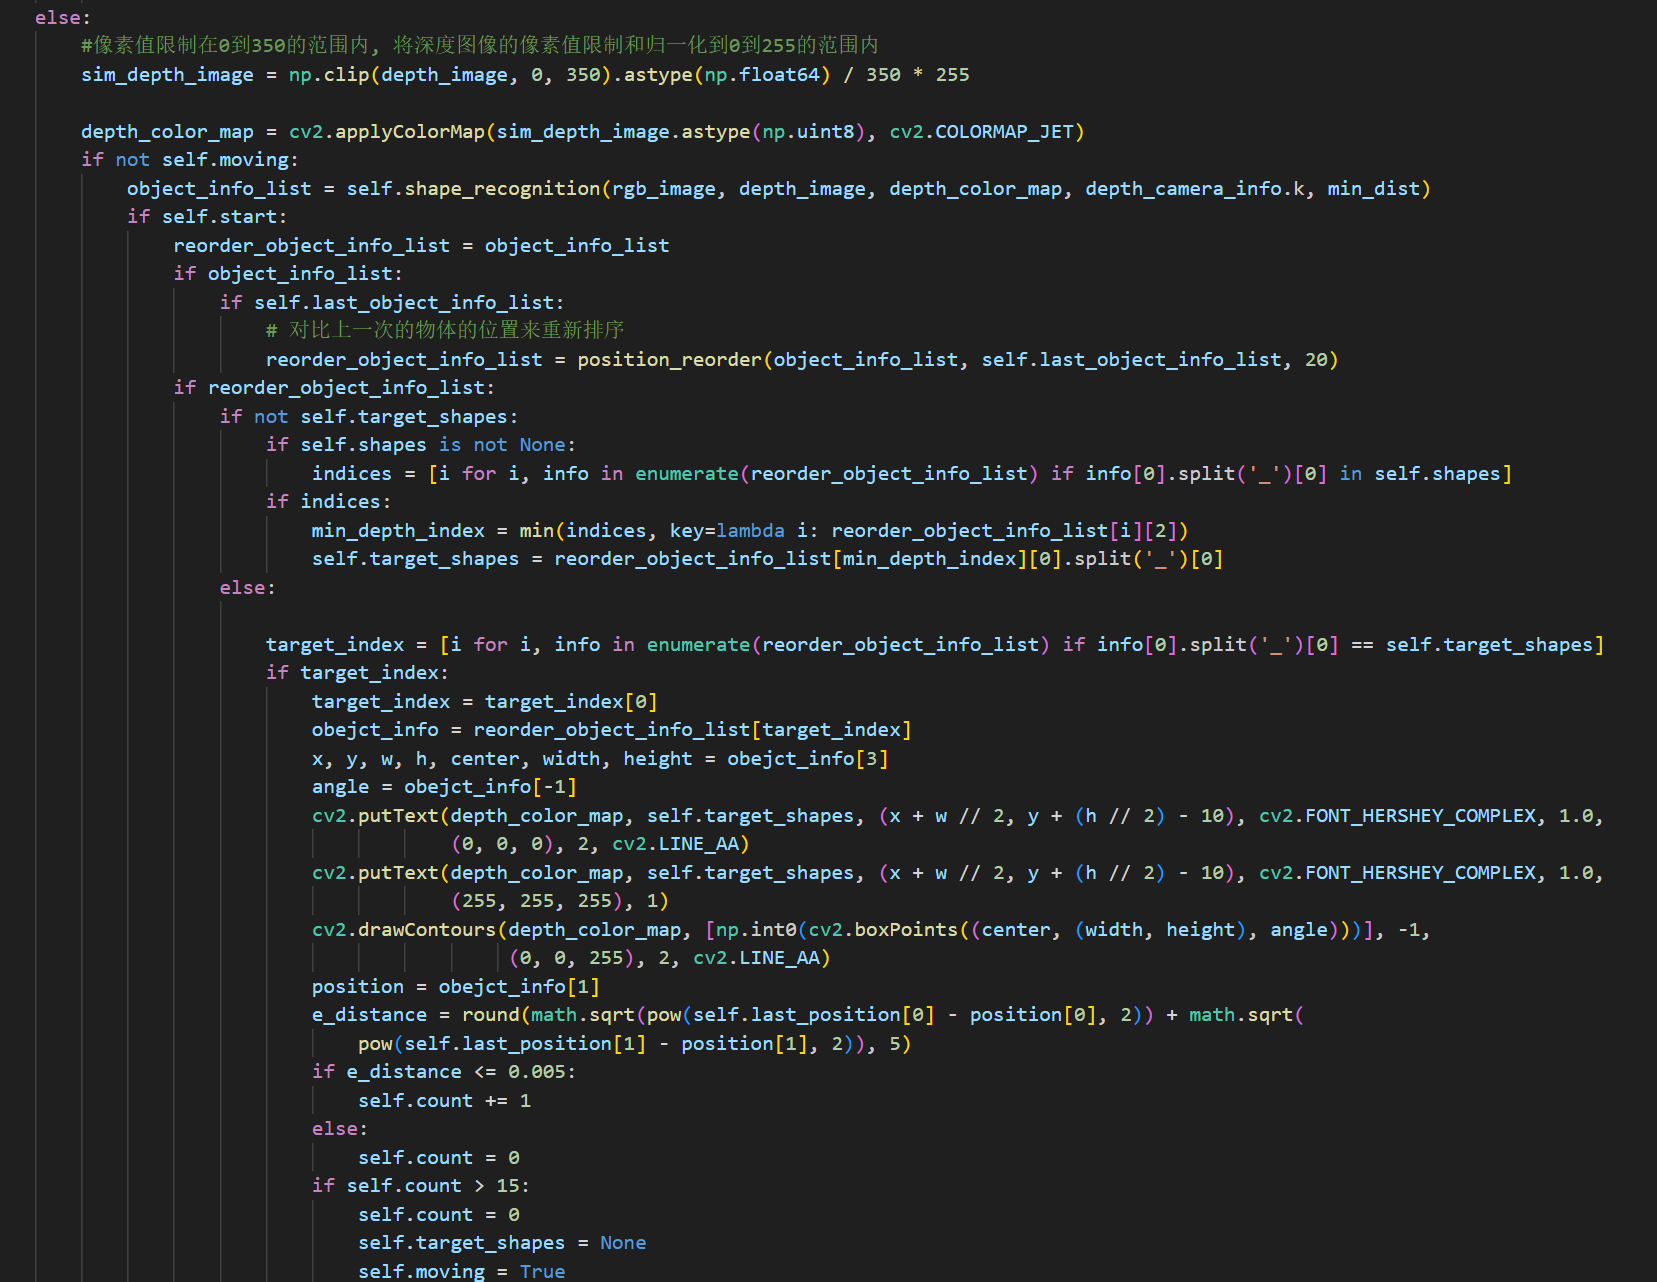 else:
#像素值限制在0到350的范围内, 将深度图像的像素值限制和归一化到0到255的范围内
sim_depth_image = np.clip(depth_image, 0, 350).astype(np.float64) / 350 * 255
depth_color_map = cv2.applyColorMap(sim_depth_image.astype(np.uint8), cv2.COLORMAP_JET)
if not self.moving:
object_info_list = self.shape_recognition(rgb_image, depth_image, depth_color_map, depth_camera_info.k, min_dist)
if self.start:
reorder_object_info_list = object_info_list
if object_info_list:
if self.last_object_info_list:
# 对比上一次的物体的位置来重新排序
reorder_object_info_list = position_reorder(object_info_list, self.last_object_info_list, 20)
if reorder_object_info_list:
if not self.target_shapes:
if self.shapes is not None:
indices = [i for i, info in enumerate(reorder_object_info_list) if info[0].split('_')[0] in self.shapes]
if indices:
min_depth_index = min(indices, key=lambda i: reorder_object_info_list[i][2])
self.target_shapes = reorder_object_info_list[min_depth_index][0].split('_')[0]
else:
target_index = [i for i, info in enumerate(reorder_object_info_list) if info[0].split('_')[0] == self.target_shapes]
if target_index:
target_index = target_index[0]
obejct_info = reorder_object_info_list[target_index]
x, y, w, h, center, width, height = obejct_info[3]
angle = obejct_info[-1]
cv2.putText(depth_color_map, self.target_shapes, (x + w // 2, y + (h // 2) - 10), cv2.FONT_HERSHEY_COMPLEX, 1.0,
(0, 0, 0), 2, cv2.LINE_AA)
cv2.putText(depth_color_map, self.target_shapes, (x + w // 2, y + (h // 2) - 10), cv2.FONT_HERSHEY_COMPLEX, 1.0,
(255, 255, 255), 1)
cv2.drawContours(depth_color_map, [np.int0(cv2.boxPoints((center, (width, height), angle)))], -1,
(0, 0, 255), 2, cv2.LINE_AA)
position = obejct_info[1]
e_distance = round(math.sqrt(pow(self.last_position[0] - position[0], 2)) + math.sqrt(
pow(self.last_position[1] - position[1], 2)), 5)
if e_distance <= 0.005:
self.count += 1
else:
self.count = 0
if self.count > 15:
self.count = 0
self.target_shapes = None
self.moving = True